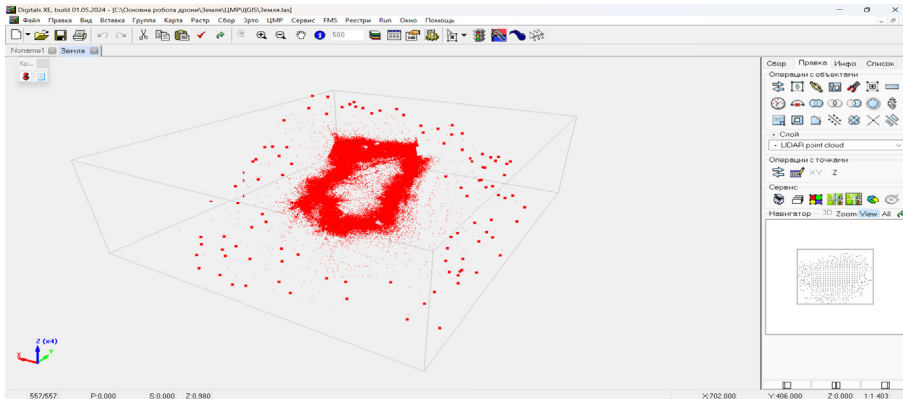 Digitals XE, build 01.05.2024 - [C:\Основна робота дрони\Земля\ЦМР\QGIS\Земля.las]
Файл Правка Вид Вставка Группа Карта Растр Сбор Орто ЦМР Сервис FMS Реестри Run Окно Помощь
500
Noname1 Земля
Кр...
Сбор Правка Инфо Список
Операции с объектами
Слой
LIDAR point cloud
Операции с точками
XY Z
Сервис
Навигатор 3D Zoom View All
Z (x4)
X Y
557/557 P:0.000 S:0.000 Z:0.980 X:702.000 Y:406.000 Z:0.000 1:1 403